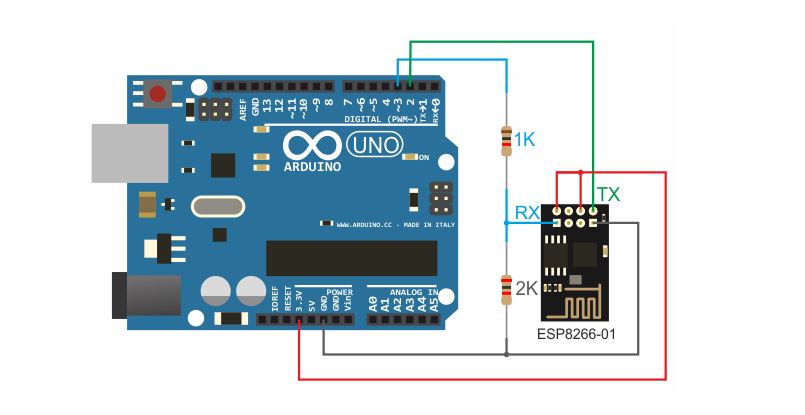 AREF
GND
13
12
~11
~10
~9
8
7
~6
~5
4
~3
2
TX→1
RX←0
DIGITAL (PWM~)
UNO
ARDUINO
ON
1K
TX
RX
WWW.ARDUINO.CC - MADE IN ITALY
2K
POWER
ANALOG IN
IOREF
RESET
3.3V
5V
GND
GND
Vin
A0
A1
A2
A3
A4
A5
ESP8266-01